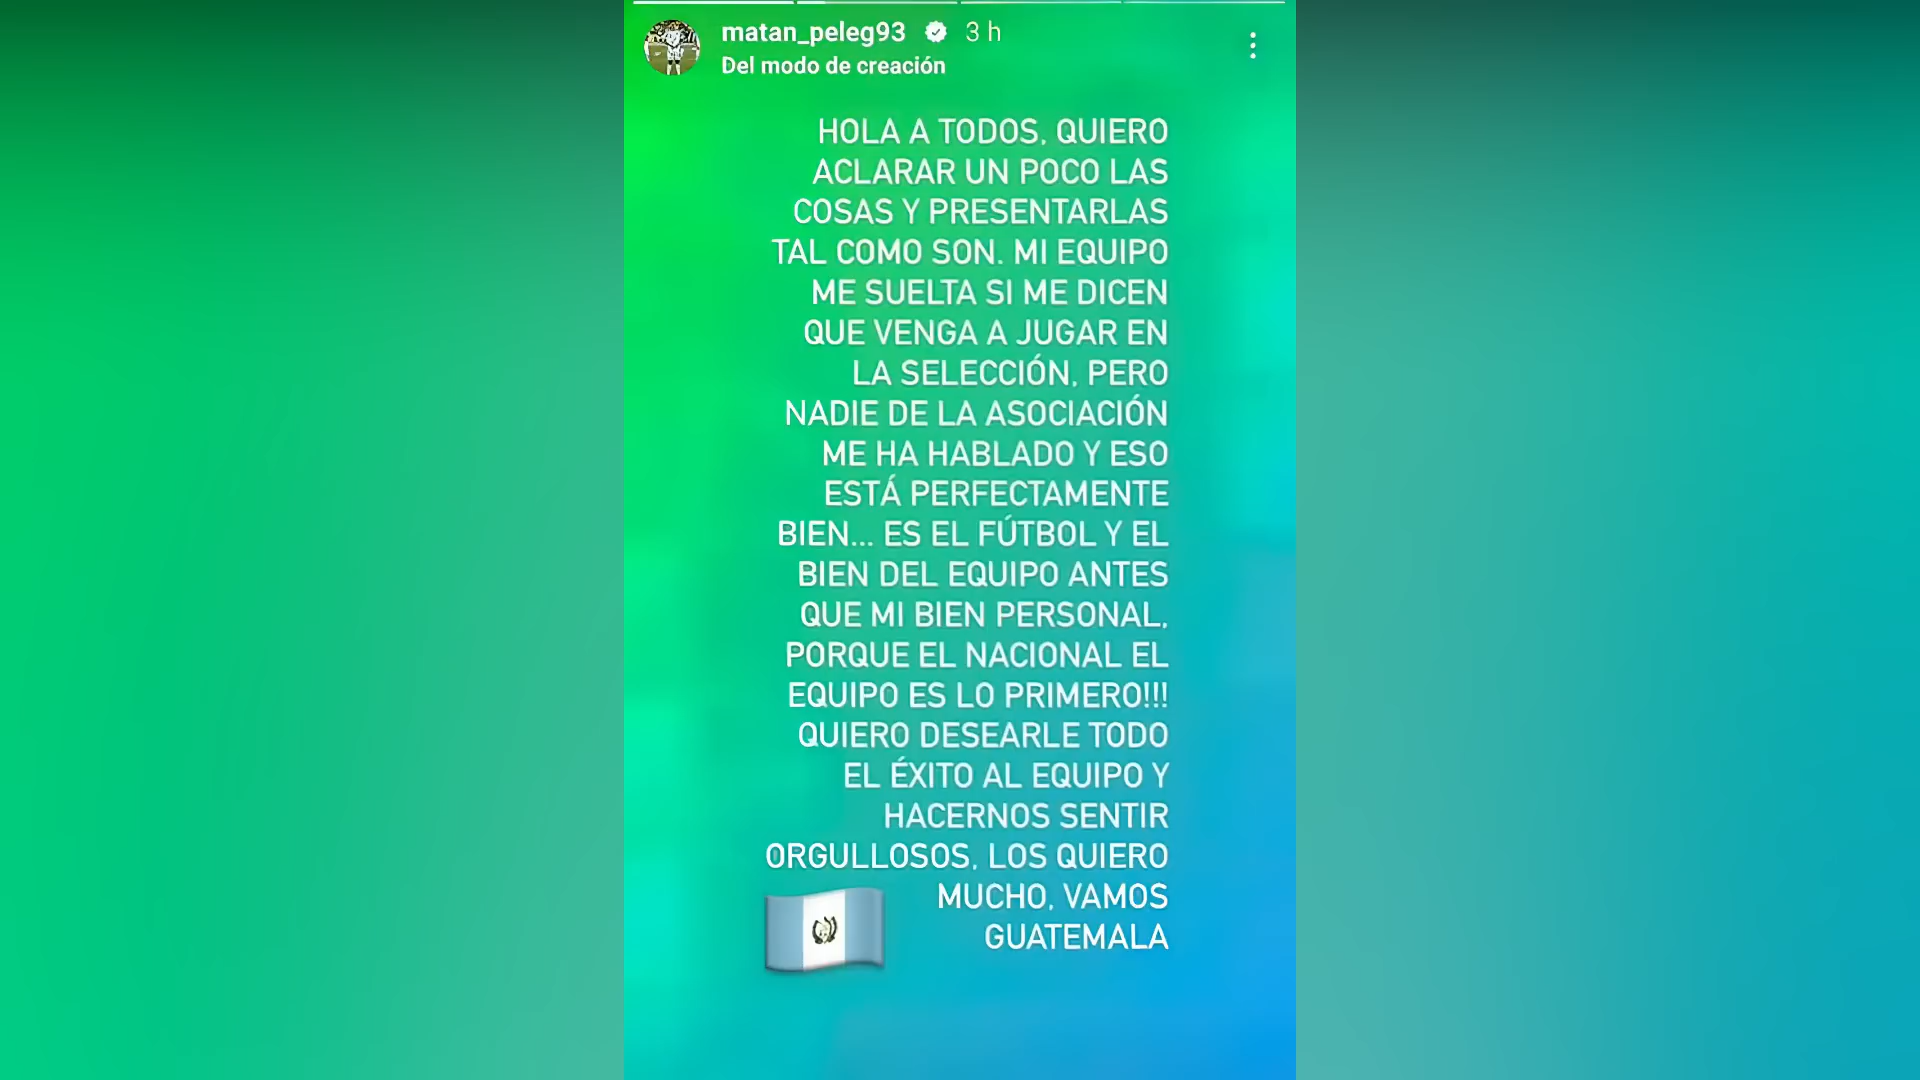 matan_peleg93 3 h
Del modo de creación
HOLA A TODOS, QUIERO
ACLARAR UN POCO LAS
COSAS Y PRESENTARLAS
TAL COMO SON. MI EQUIPO
ME SUELTA SI ME DICEN
QUE VENGA A JUGAR EN
LA SELECCIÓN, PERO
NADIE DE LA ASOCIACIÓN
ME HA HABLADO Y ESO
ESTÁ PERFECTAMENTE
BIEN... ES EL FÚTBOL Y EL
BIEN DEL EQUIPO ANTES
QUE MI BIEN PERSONAL,
PORQUE EL NACIONAL EL
EQUIPO ES LO PRIMERO!!!
QUIERO DESEARLE TODO
EL ÉXITO AL EQUIPO Y
HACERNOS SENTIR
ORGULLOSOS, LOS QUIERO
MUCHO, VAMOS
GUATEMALA